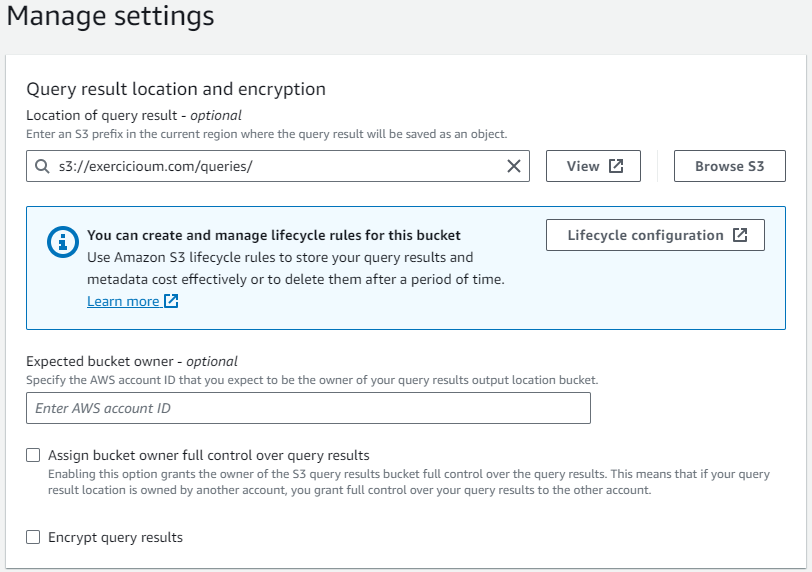 Manage settings
Query result location and encryption
Location of query result - optional
Enter an S3 prefix in the current region where the query result will be saved as an object.
s3://exercicioum.com/queries/
View
Browse S3
You can create and manage lifecycle rules for this bucket
Use Amazon S3 lifecycle rules to store your query results and
metadata cost effectively or to delete them after a period of time.
Learn more
Lifecycle configuration
Expected bucket owner - optional
Specify the AWS account ID that you expect to be the owner of your query results output location bucket.
Enter AWS account ID
Assign bucket owner full control over query results
Enabling this option grants the owner of the S3 query results bucket full control over the query results. This means that if your query
result location is owned by another account, you grant full control over your query results to the other account.
Encrypt query results